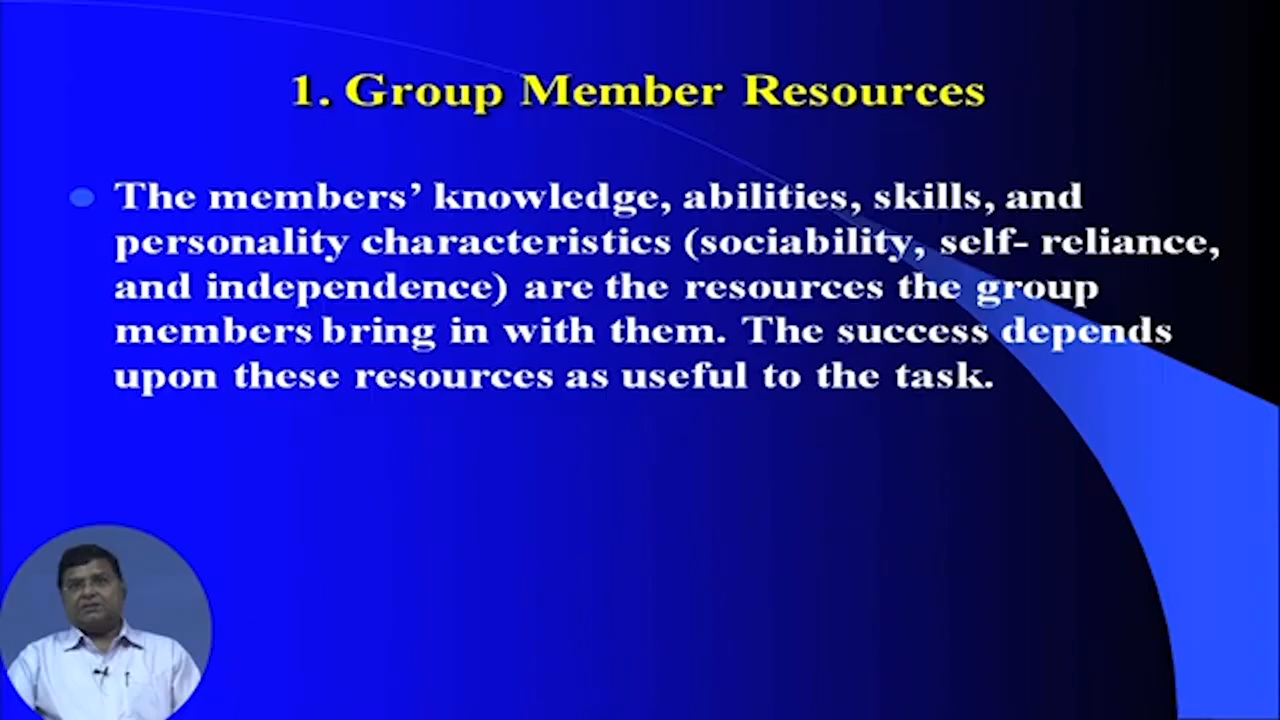 1. Group Member Resources
The members’ knowledge, abilities, skills, and
personality characteristics (sociability, self- reliance,
and independence) are the resources the group
members bring in with them. The success depends
upon these resources as useful to the task.